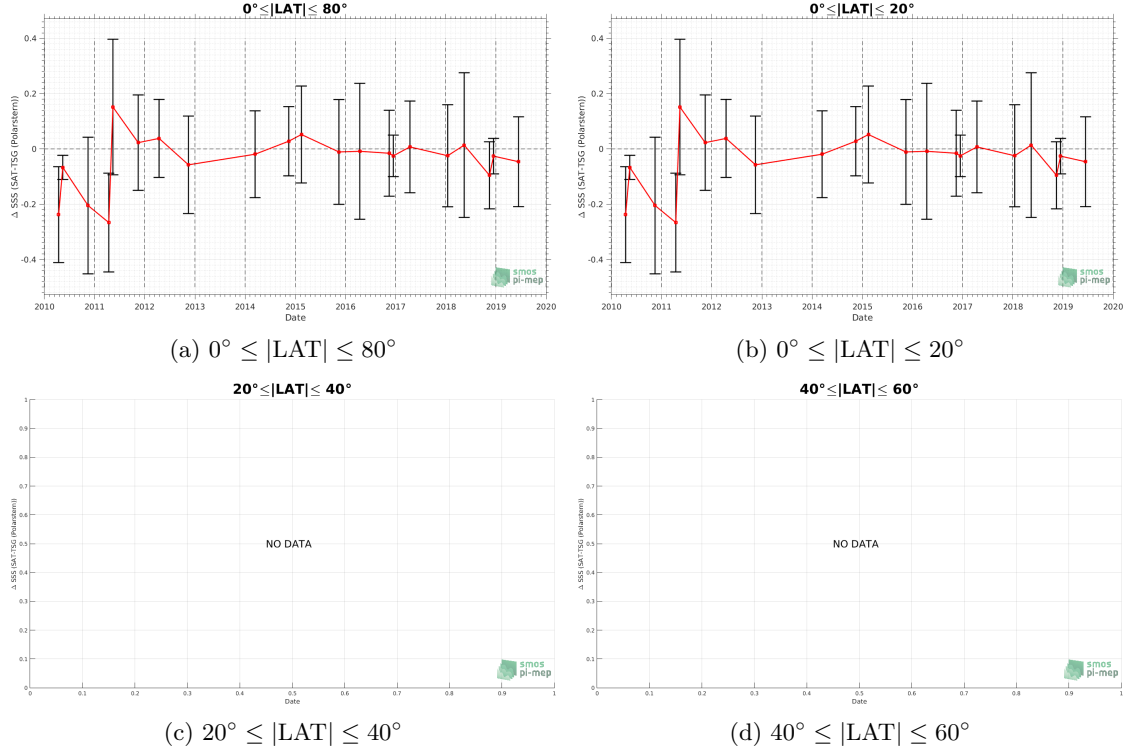 0°≤|LAT|≤ 80°
0.4
0.2
0
-0.2
-0.4
Δ SSS (SAT-TSG (Polarstern))
2010 2011 2012 2013 2014 2015 2016 2017 2018 2019 2020
Date
smos
pi-mep
(a) 0° ≤ |LAT| ≤ 80°
0°≤|LAT|≤ 20°
0.4
0.2
0
-0.2
-0.4
Δ SSS (SAT-TSG (Polarstern))
2010 2011 2012 2013 2014 2015 2016 2017 2018 2019 2020
Date
smos
pi-mep
(b) 0° ≤ |LAT| ≤ 20°
20°≤|LAT|≤ 40°
1
0.9
0.8
0.7
0.6
0.5
0.4
0.3
0.2
0.1
0
Δ SSS (SAT-TSG (Polarstern))
NO DATA
0 0.1 0.2 0.3 0.4 0.5 0.6 0.7 0.8 0.9 1
Date
smos
pi-mep
(c) 20° ≤ |LAT| ≤ 40°
40°≤|LAT|≤ 60°
1
0.9
0.8
0.7
0.6
0.5
0.4
0.3
0.2
0.1
0
Δ SSS (SAT-TSG (Polarstern))
NO DATA
0 0.1 0.2 0.3 0.4 0.5 0.6 0.7 0.8 0.9 1
Date
smos
pi-mep
(d) 40° ≤ |LAT| ≤ 60°